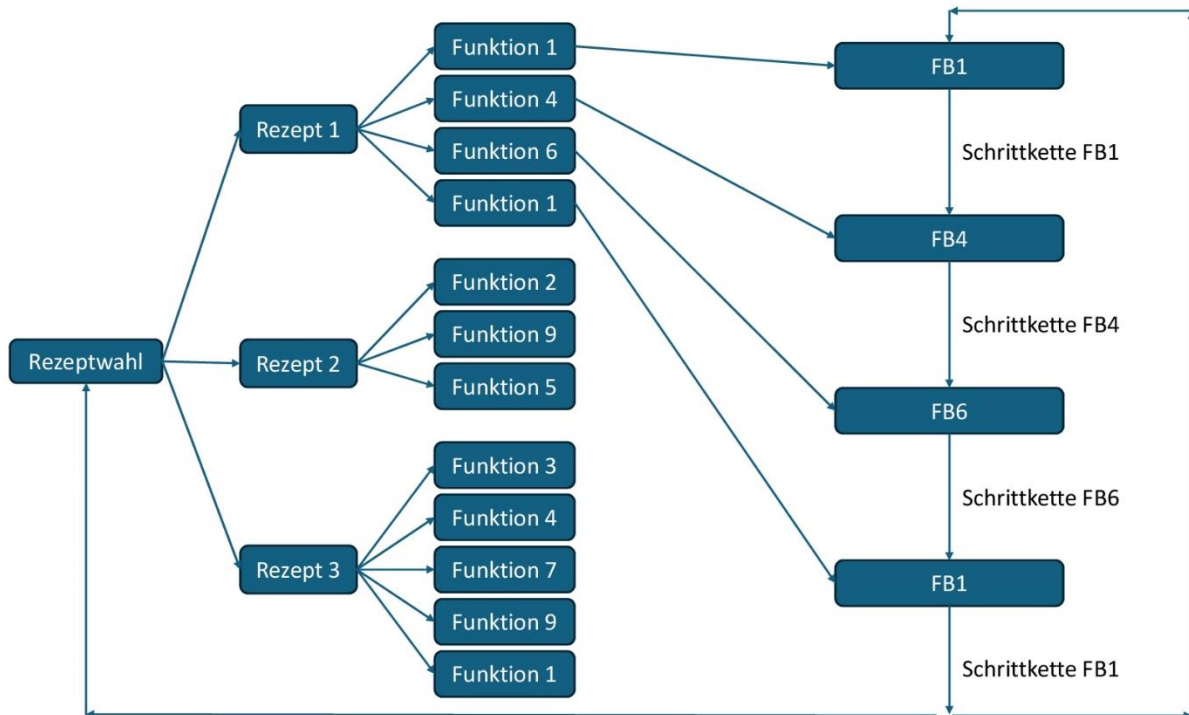 Rezeptwahl
Rezept 1
Funktion 1
Funktion 4
Funktion 6
Funktion 1
Rezept 2
Funktion 2
Funktion 9
Funktion 5
Rezept 3
Funktion 3
Funktion 4
Funktion 7
Funktion 9
Funktion 1
FB1
Schrittkette FB1
FB4
Schrittkette FB4
FB6
Schrittkette FB6
FB1
Schrittkette FB1